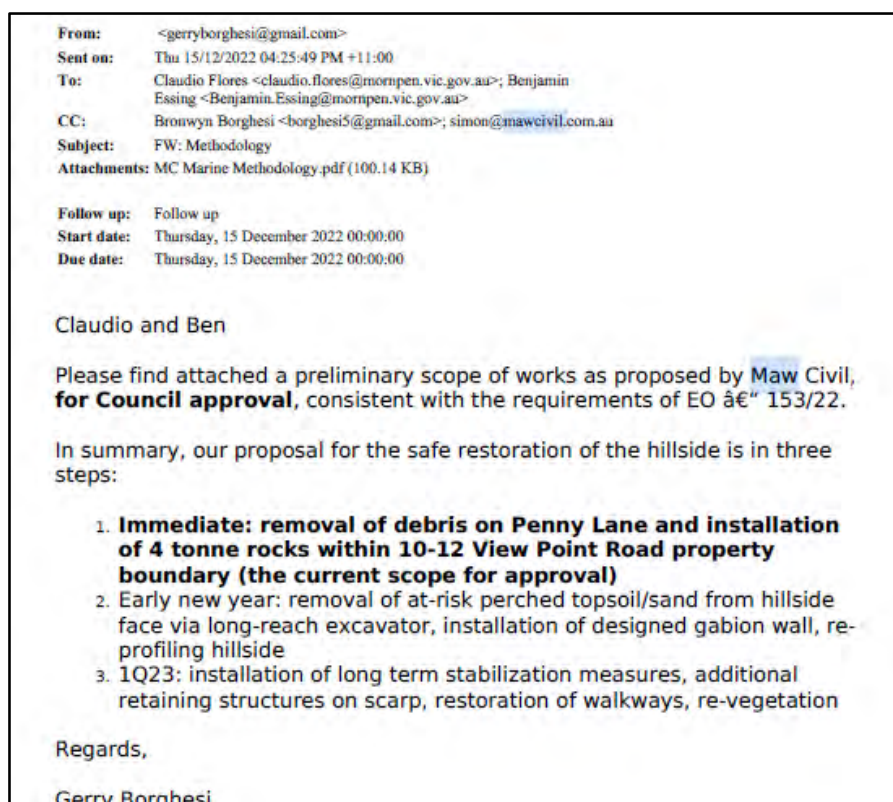 From: <gerryborghesi@gmail.com>
Sent on: Thu 15/12/2022 04:25:49 PM +11:00
To: Claudio Flores <claudio.flores@mornpen.vic.gov.au>; Benjamin
Essing <Benjamin.Essing@mornpen.vic.gov.au>
CC: Bronwyn Borghesi <borghesi5@gmail.com>; simon@mawcivil.com.au
Subject: FW: Methodology
Attachments: MC Marine Methodology.pdf (100.14 KB)
Follow up: Follow up
Start date: Thursday, 15 December 2022 00:00:00
Due date: Thursday, 15 December 2022 00:00:00
Claudio and Ben
Please find attached a preliminary scope of works as proposed by Maw Civil,
for Council approval, consistent with the requirements of EO â€“ 153/22.
In summary, our proposal for the safe restoration of the hillside is in three
steps:
1. Immediate: removal of debris on Penny Lane and installation
of 4 tonne rocks within 10-12 View Point Road property
boundary (the current scope for approval)
2. Early new year: removal of at-risk perched topsoil/sand from hillside
face via long-reach excavator, installation of designed gabion wall, re-
profiling hillside
3. 1Q23: installation of long term stabilization measures, additional
retaining structures on scarp, restoration of walkways, re-vegetation
Regards,
Gerry Borghesi